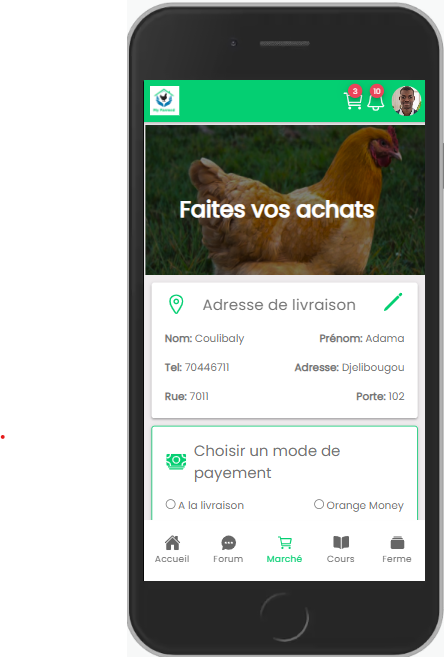 3
10
Faites vos achats
Adresse de livraison
Nom: Coulibaly Prénom: Adama
Tel: 70446711 Adresse: Djelibougou
Rue: 7011 Porte: 102
Choisir un mode de
payement
A la livraison Orange Money
Accueil Forum Marché Cours Ferme